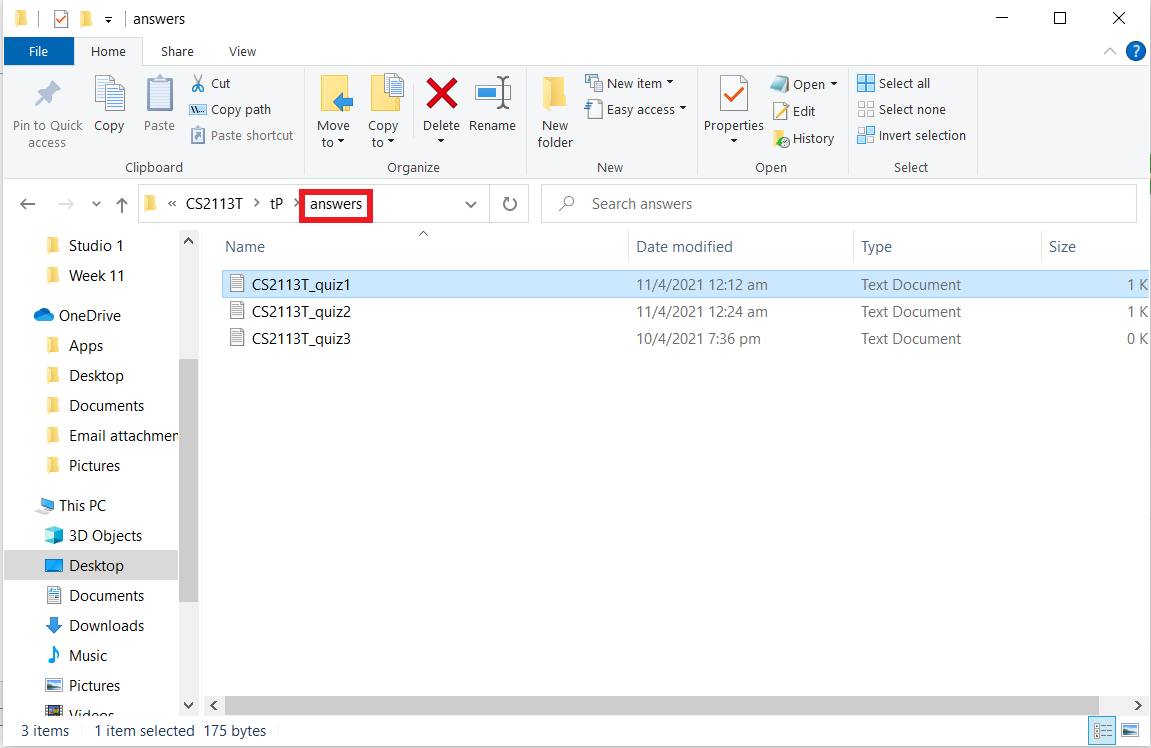 answers
File Home Share View
Pin to Quick access
Copy
Paste
Cut
Copy path
Paste shortcut
Clipboard
Move to
Copy to
Delete
Rename
Organize
New folder
New item
Easy access
New
Properties
Open
Edit
History
Open
Select all
Select none
Invert selection
Select
« CS2113T > tP > answers
Search answers
Studio 1
Week 11
OneDrive
Apps
Desktop
Documents
Email attachmen
Pictures
This PC
3D Objects
Desktop
Documents
Downloads
Music
Pictures
Videos
Name Date modified Type Size
CS2113T_quiz1 11/4/2021 12:12 am Text Document 1 K
CS2113T_quiz2 11/4/2021 12:24 am Text Document 1 K
CS2113T_quiz3 10/4/2021 7:36 pm Text Document 0 K
3 items 1 item selected 175 bytes